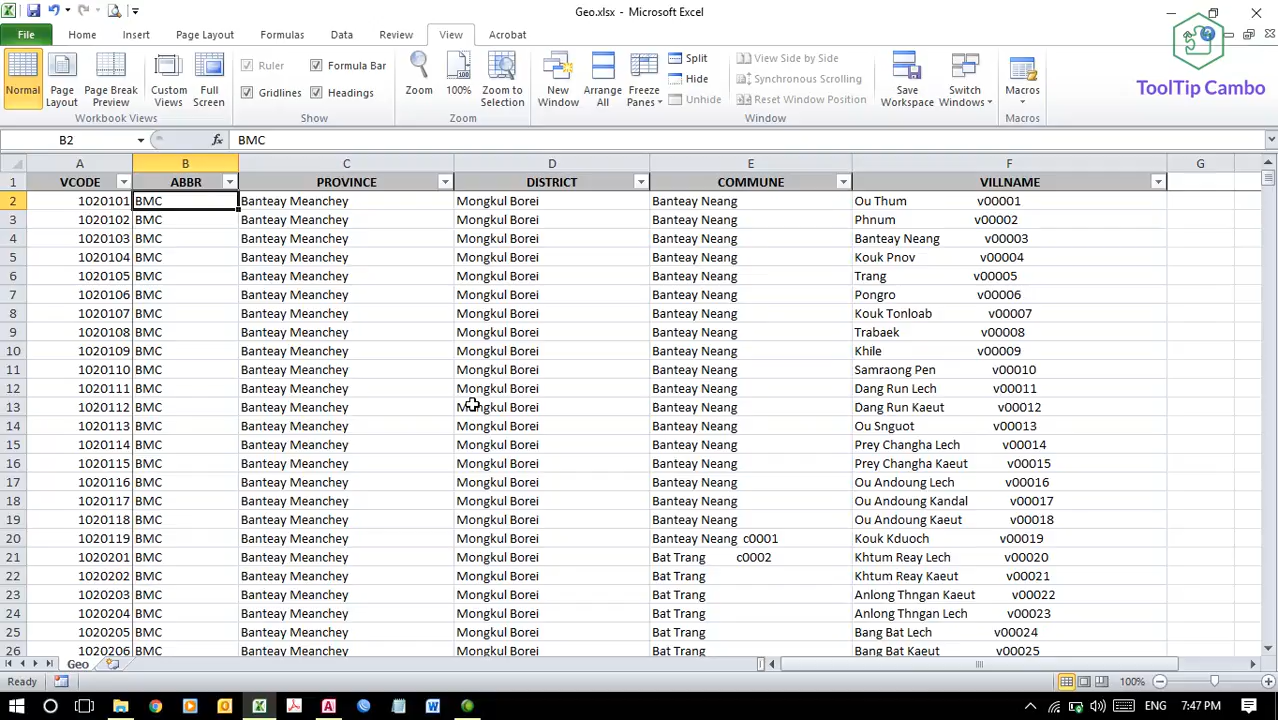 Geo.xlsx - Microsoft Excel
File Home Insert Page Layout Formulas Data Review View Acrobat
Normal Page Layout Page Break Preview Custom Views Full Screen
Workbook Views
Ruler Formula Bar
Gridlines Headings
Show
Zoom 100% Zoom to Selection
Zoom
New Window Arrange All Freeze Panes
Split
Hide
Unhide
View Side by Side
Synchronous Scrolling
Reset Window Position
Window
Save Workspace Switch Windows
Macros
Macros
ToolTip Cambo
B2 fx BMC
A B C D E F G
1 VCODE ABBR PROVINCE DISTRICT COMMUNE VILLNAME
2 1020101 BMC Banteay Meanchey Mongkul Borei Banteay Neang Ou Thum v00001
3 1020102 BMC Banteay Meanchey Mongkul Borei Banteay Neang Phnum v00002
4 1020103 BMC Banteay Meanchey Mongkul Borei Banteay Neang Banteay Neang v00003
5 1020104 BMC Banteay Meanchey Mongkul Borei Banteay Neang Kouk Pnov v00004
6 1020105 BMC Banteay Meanchey Mongkul Borei Banteay Neang Trang v00005
7 1020106 BMC Banteay Meanchey Mongkul Borei Banteay Neang Pongro v00006
8 1020107 BMC Banteay Meanchey Mongkul Borei Banteay Neang Kouk Tonloab v00007
9 1020108 BMC Banteay Meanchey Mongkul Borei Banteay Neang Trabaek v00008
10 1020109 BMC Banteay Meanchey Mongkul Borei Banteay Neang Khile v00009
11 1020110 BMC Banteay Meanchey Mongkul Borei Banteay Neang Samraong Pen v00010
12 1020111 BMC Banteay Meanchey Mongkul Borei Banteay Neang Dang Run Lech v00011
13 1020112 BMC Banteay Meanchey Mongkul Borei Banteay Neang Dang Run Kaeut v00012
14 1020113 BMC Banteay Meanchey Mongkul Borei Banteay Neang Ou Snguot v00013
15 1020114 BMC Banteay Meanchey Mongkul Borei Banteay Neang Prey Changha Lech v00014
16 1020115 BMC Banteay Meanchey Mongkul Borei Banteay Neang Prey Changha Kaeut v00015
17 1020116 BMC Banteay Meanchey Mongkul Borei Banteay Neang Ou Andoung Lech v00016
18 1020117 BMC Banteay Meanchey Mongkul Borei Banteay Neang Ou Andoung Kandal v00017
19 1020118 BMC Banteay Meanchey Mongkul Borei Banteay Neang Ou Andoung Kaeut v00018
20 1020119 BMC Banteay Meanchey Mongkul Borei Banteay Neang c0001 Kouk Kduoch v00019
21 1020201 BMC Banteay Meanchey Mongkul Borei Bat Trang c0002 Khtum Reay Lech v00020
22 1020202 BMC Banteay Meanchey Mongkul Borei Bat Trang Khtum Reay Kaeut v00021
23 1020203 BMC Banteay Meanchey Mongkul Borei Bat Trang Anlong Thngan Kaeut v00022
24 1020204 BMC Banteay Meanchey Mongkul Borei Bat Trang Anlong Thngan Lech v00023
25 1020205 BMC Banteay Meanchey Mongkul Borei Bat Trang Bang Bat Lech v00024
26 1020206 BMC Banteay Meanchey Mongkul Borei Bat Trang Bang Bat Kaeut v00025
Geo
Ready 100%
ENG 7:47 PM